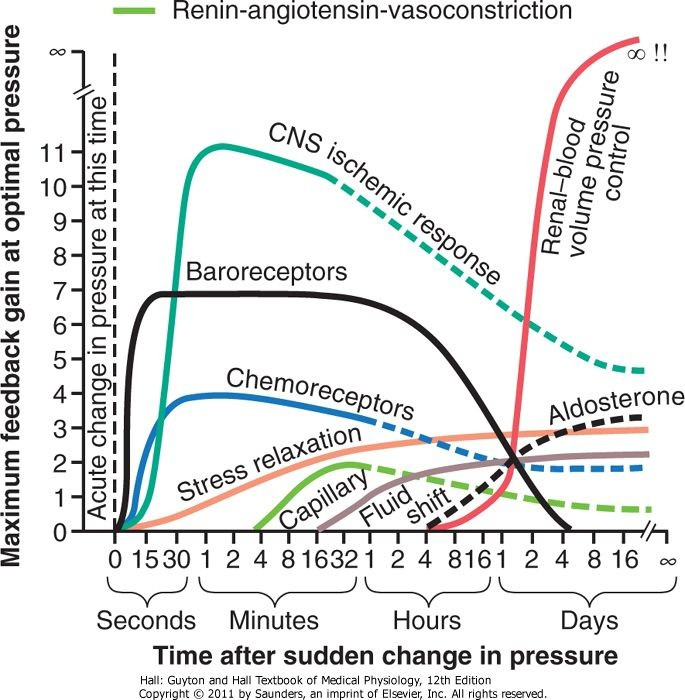 Renin-angiotensin-vasoconstriction
Maximum feedback gain at optimal pressure
∞
11
10
9
8
7
6
5
4
3
2
1
0
Acute change in pressure at this time
CNS ischemic response
Baroreceptors
Chemoreceptors
Stress relaxation
Capillary
Fluid
shift
Renal–blood
volume pressure
control
∞ !!
Aldosterone
0 15 30 1 2 4 8 16 32 1 2 4 8 16 1 2 4 8 16 ∞
Seconds Minutes Hours Days
Time after sudden change in pressure
Hall: Guyton and Hall Textbook of Medical Physiology, 12th Edition
Copyright © 2011 by Saunders, an imprint of Elsevier, Inc. All rights reserved.